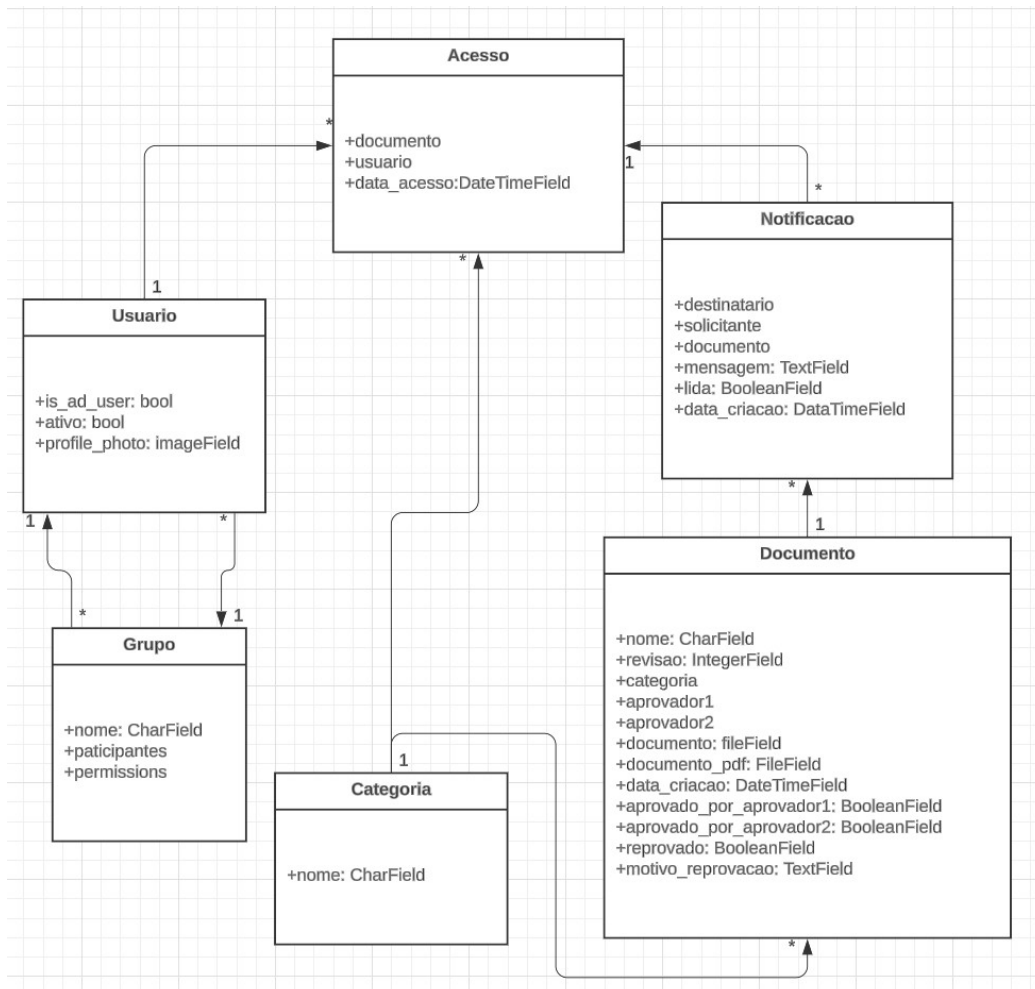 Acesso
+documento
+usuario
+data_acesso:DateTimeField
*
1
*
*
Notificacao
+destinatario
+solicitante
+documento
+mensagem: TextField
+lida: BooleanField
+data_criacao: DataTimeField
1
Usuario
+is_ad_user: bool
+ativo: bool
+profile_photo: imageField
1
*
*
1
Grupo
+nome: CharField
+paticipantes
+permissions
*
1
Documento
+nome: CharField
+revisao: IntegerField
+categoria
+aprovador1
+aprovador2
+documento: fileField
+documento_pdf: FileField
+data_criacao: DateTimeField
+aprovado_por_aprovador1: BooleanField
+aprovado_por_aprovador2: BooleanField
+reprovado: BooleanField
+motivo_reprovacao: TextField
*
1
Categoria
+nome: CharField